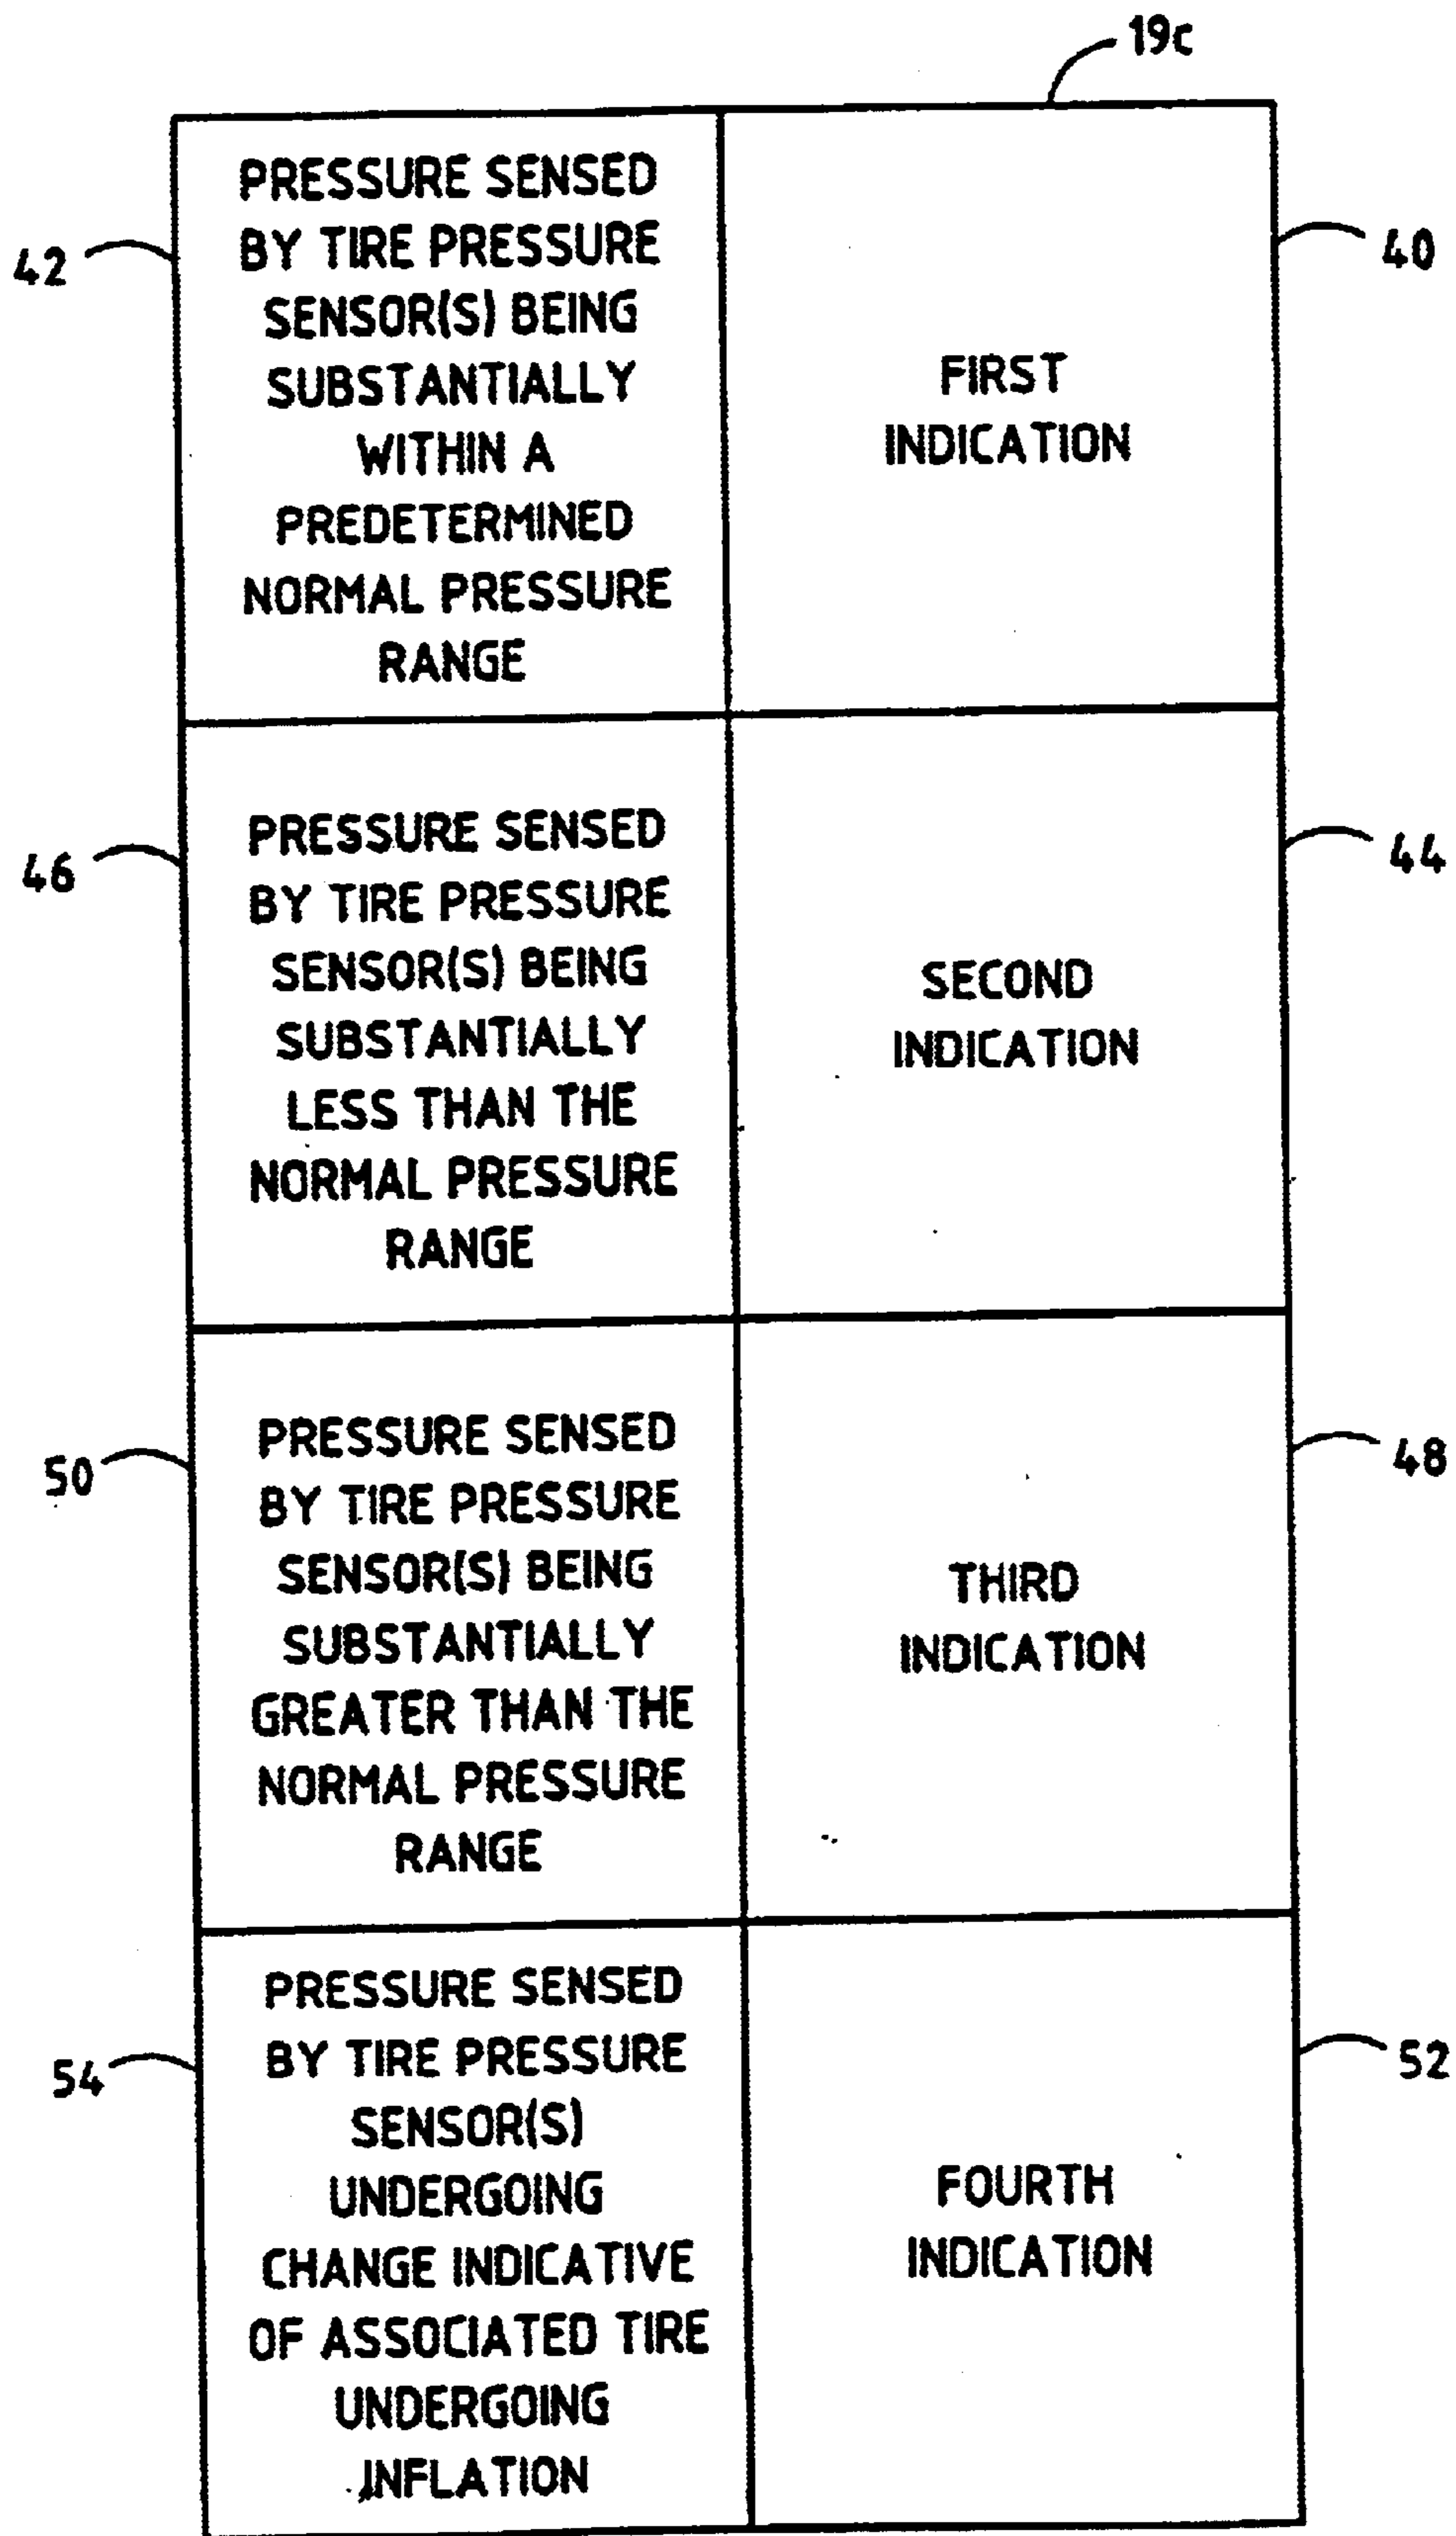 19c
42
PRESSURE SENSED
BY TIRE PRESSURE
SENSOR(S) BEING
SUBSTANTIALLY
WITHIN A
PREDETERMINED
NORMAL PRESSURE
RANGE
FIRST
INDICATION
40
46
PRESSURE SENSED
BY TIRE PRESSURE
SENSOR(S) BEING
SUBSTANTIALLY
LESS THAN THE
NORMAL PRESSURE
RANGE
SECOND
INDICATION
44
50
PRESSURE SENSED
BY TIRE PRESSURE
SENSOR(S) BEING
SUBSTANTIALLY
GREATER THAN THE
NORMAL PRESSURE
RANGE
THIRD
INDICATION
48
54
PRESSURE SENSED
BY TIRE PRESSURE
SENSOR(S)
UNDERGOING
CHANGE INDICATIVE
OF ASSOCIATED TIRE
UNDERGOING
INFLATION
FOURTH
INDICATION
52